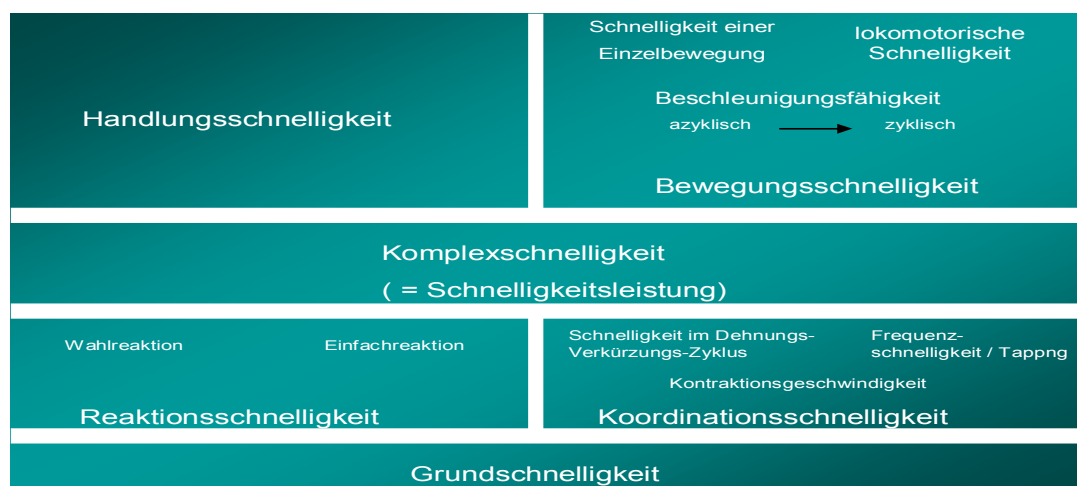 Handlungsschnelligkeit
Schnelligkeit einer
Einzelbewegung
lokomotorische
Schnelligkeit
Beschleunigungsfähigkeit
azyklisch
zyklisch
Bewegungsschnelligkeit
Komplexschnelligkeit
( = Schnelligkeitsleistung)
Wahlreaktion
Einfachreaktion
Reaktionsschnelligkeit
Schnelligkeit im Dehnungs-
Verkürzungs-Zyklus
Frequenz-
schnelligkeit / Tappng
Kontraktionsgeschwindigkeit
Koordinationsschnelligkeit
Grundschnelligkeit